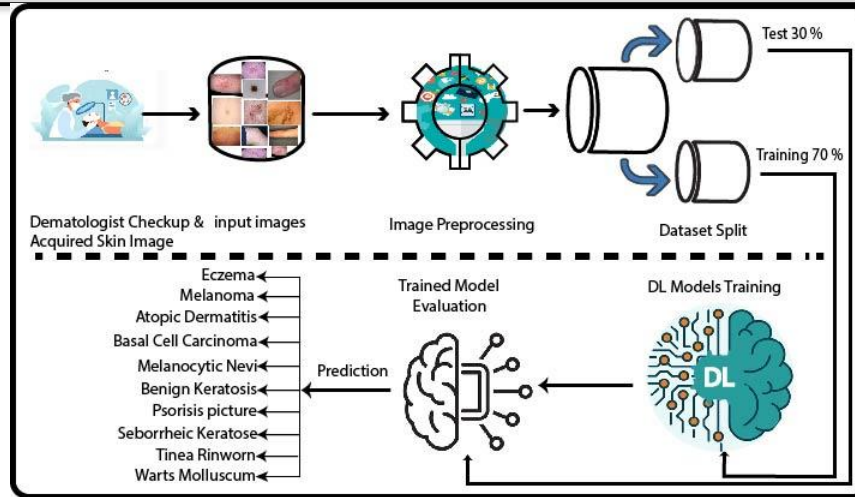 Test 30 %
Training 70 %
Dematologist Checkup & input images
Acquired Skin Image
Image Preprocessing
Dataset Split
Eczema
Melanoma
Atopic Dermatitis
Basal Cell Carcinoma
Melanocytic Nevi
Benign Keratosis
Psorisis picture
Seborrheic Keratose
Tinea Rinworn
Warts Molluscum
Prediction
Trained Model
Evaluation
DL Models Training
DL